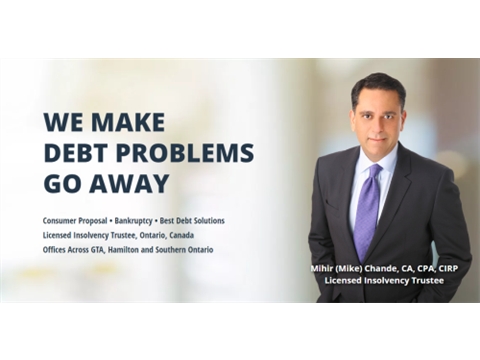 WE MAKE
DEBT PROBLEMS
GO AWAY
Consumer Proposal • Bankruptcy • Best Debt Solutions
Licensed Insolvency Trustee, Ontario, Canada
Offices Across GTA, Hamilton and Southern Ontario
Mihir (Mike) Chande, CA, CPA, CIRP
Licensed Insolvency Trustee